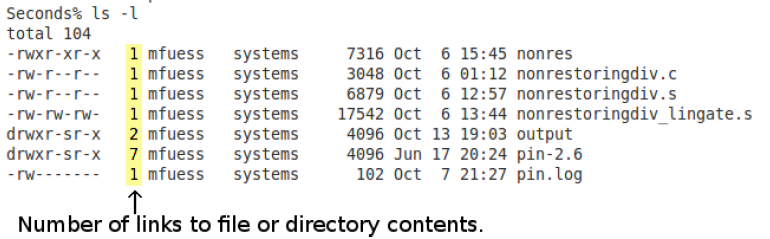 Seconds% ls -l
total 104
-rwxr-xr-x 1 mfuess systems 7316 Oct 6 15:45 nonres
-rw-r--r-- 1 mfuess systems 3048 Oct 6 01:12 nonrestoringdiv.c
-rw-r--r-- 1 mfuess systems 6879 Oct 6 12:57 nonrestoringdiv.s
-rw-rw-rw- 1 mfuess systems 17542 Oct 6 13:44 nonrestoringdiv_lingate.s
drwxr-sr-x 2 mfuess systems 4096 Oct 13 19:03 output
drwxr-sr-x 7 mfuess systems 4096 Jun 17 20:24 pin-2.6
-rw------- 1 mfuess systems 102 Oct 7 21:27 pin.log
Number of links to file or directory contents.